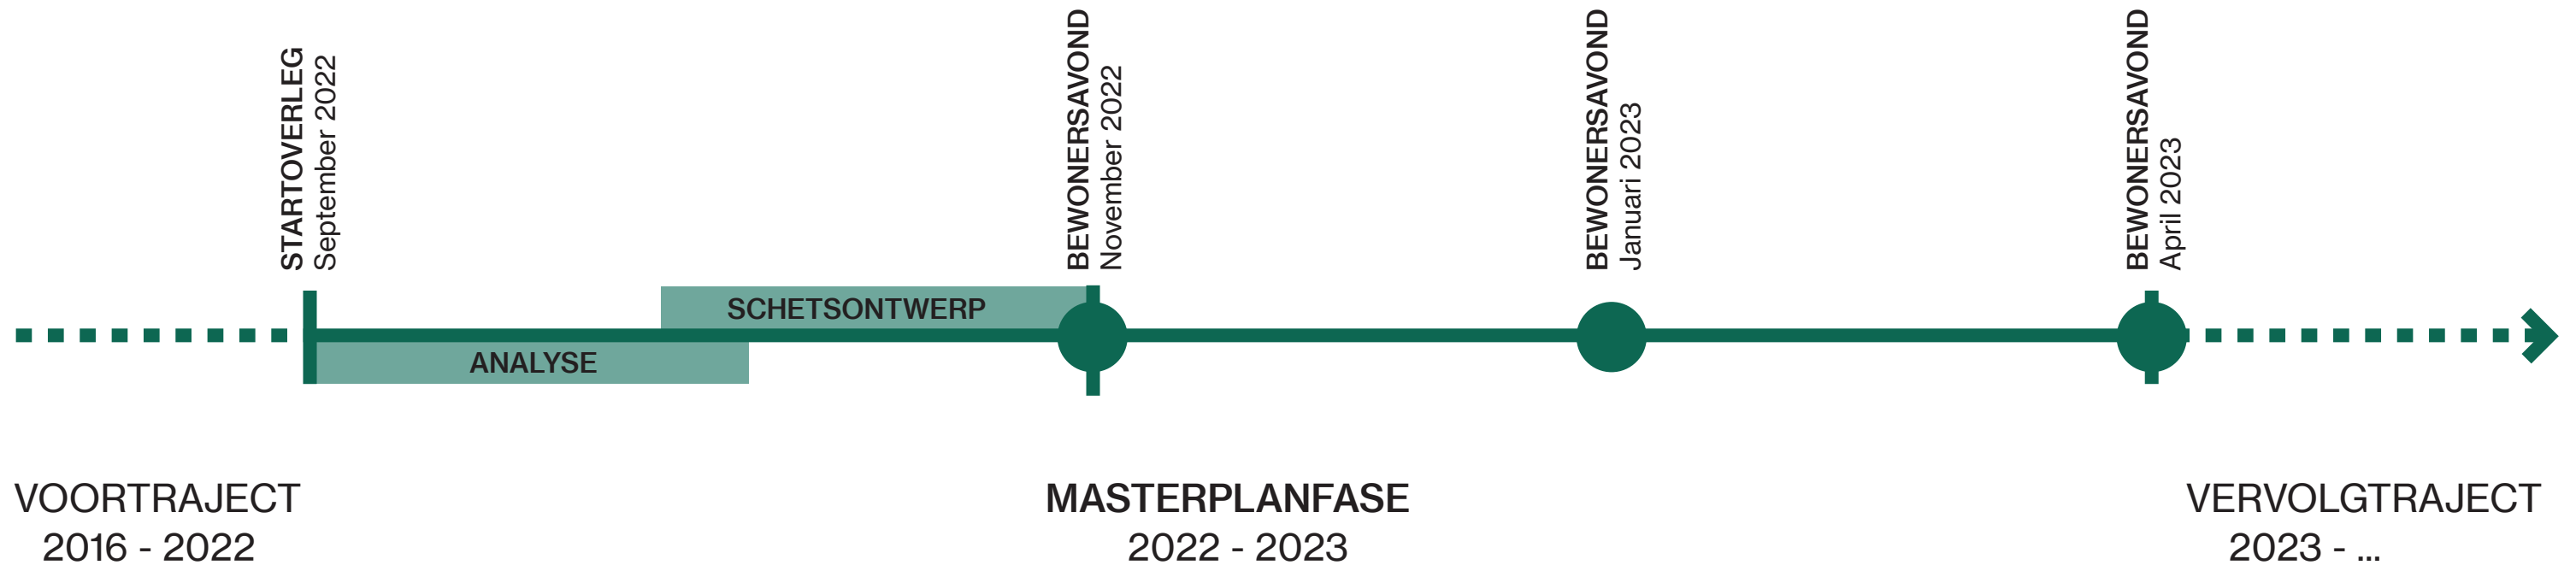 STARTOVERLEG
September 2022
BEWONERSAVOND
November 2022
BEWONERSAVOND
Januari 2023
BEWONERSAVOND
April 2023
SCHETSONTWERP
ANALYSE
VOORTRAJECT
2016 - 2022
MASTERPLANFASE
2022 - 2023
VERVOLGTRAJECT
2023 - ...